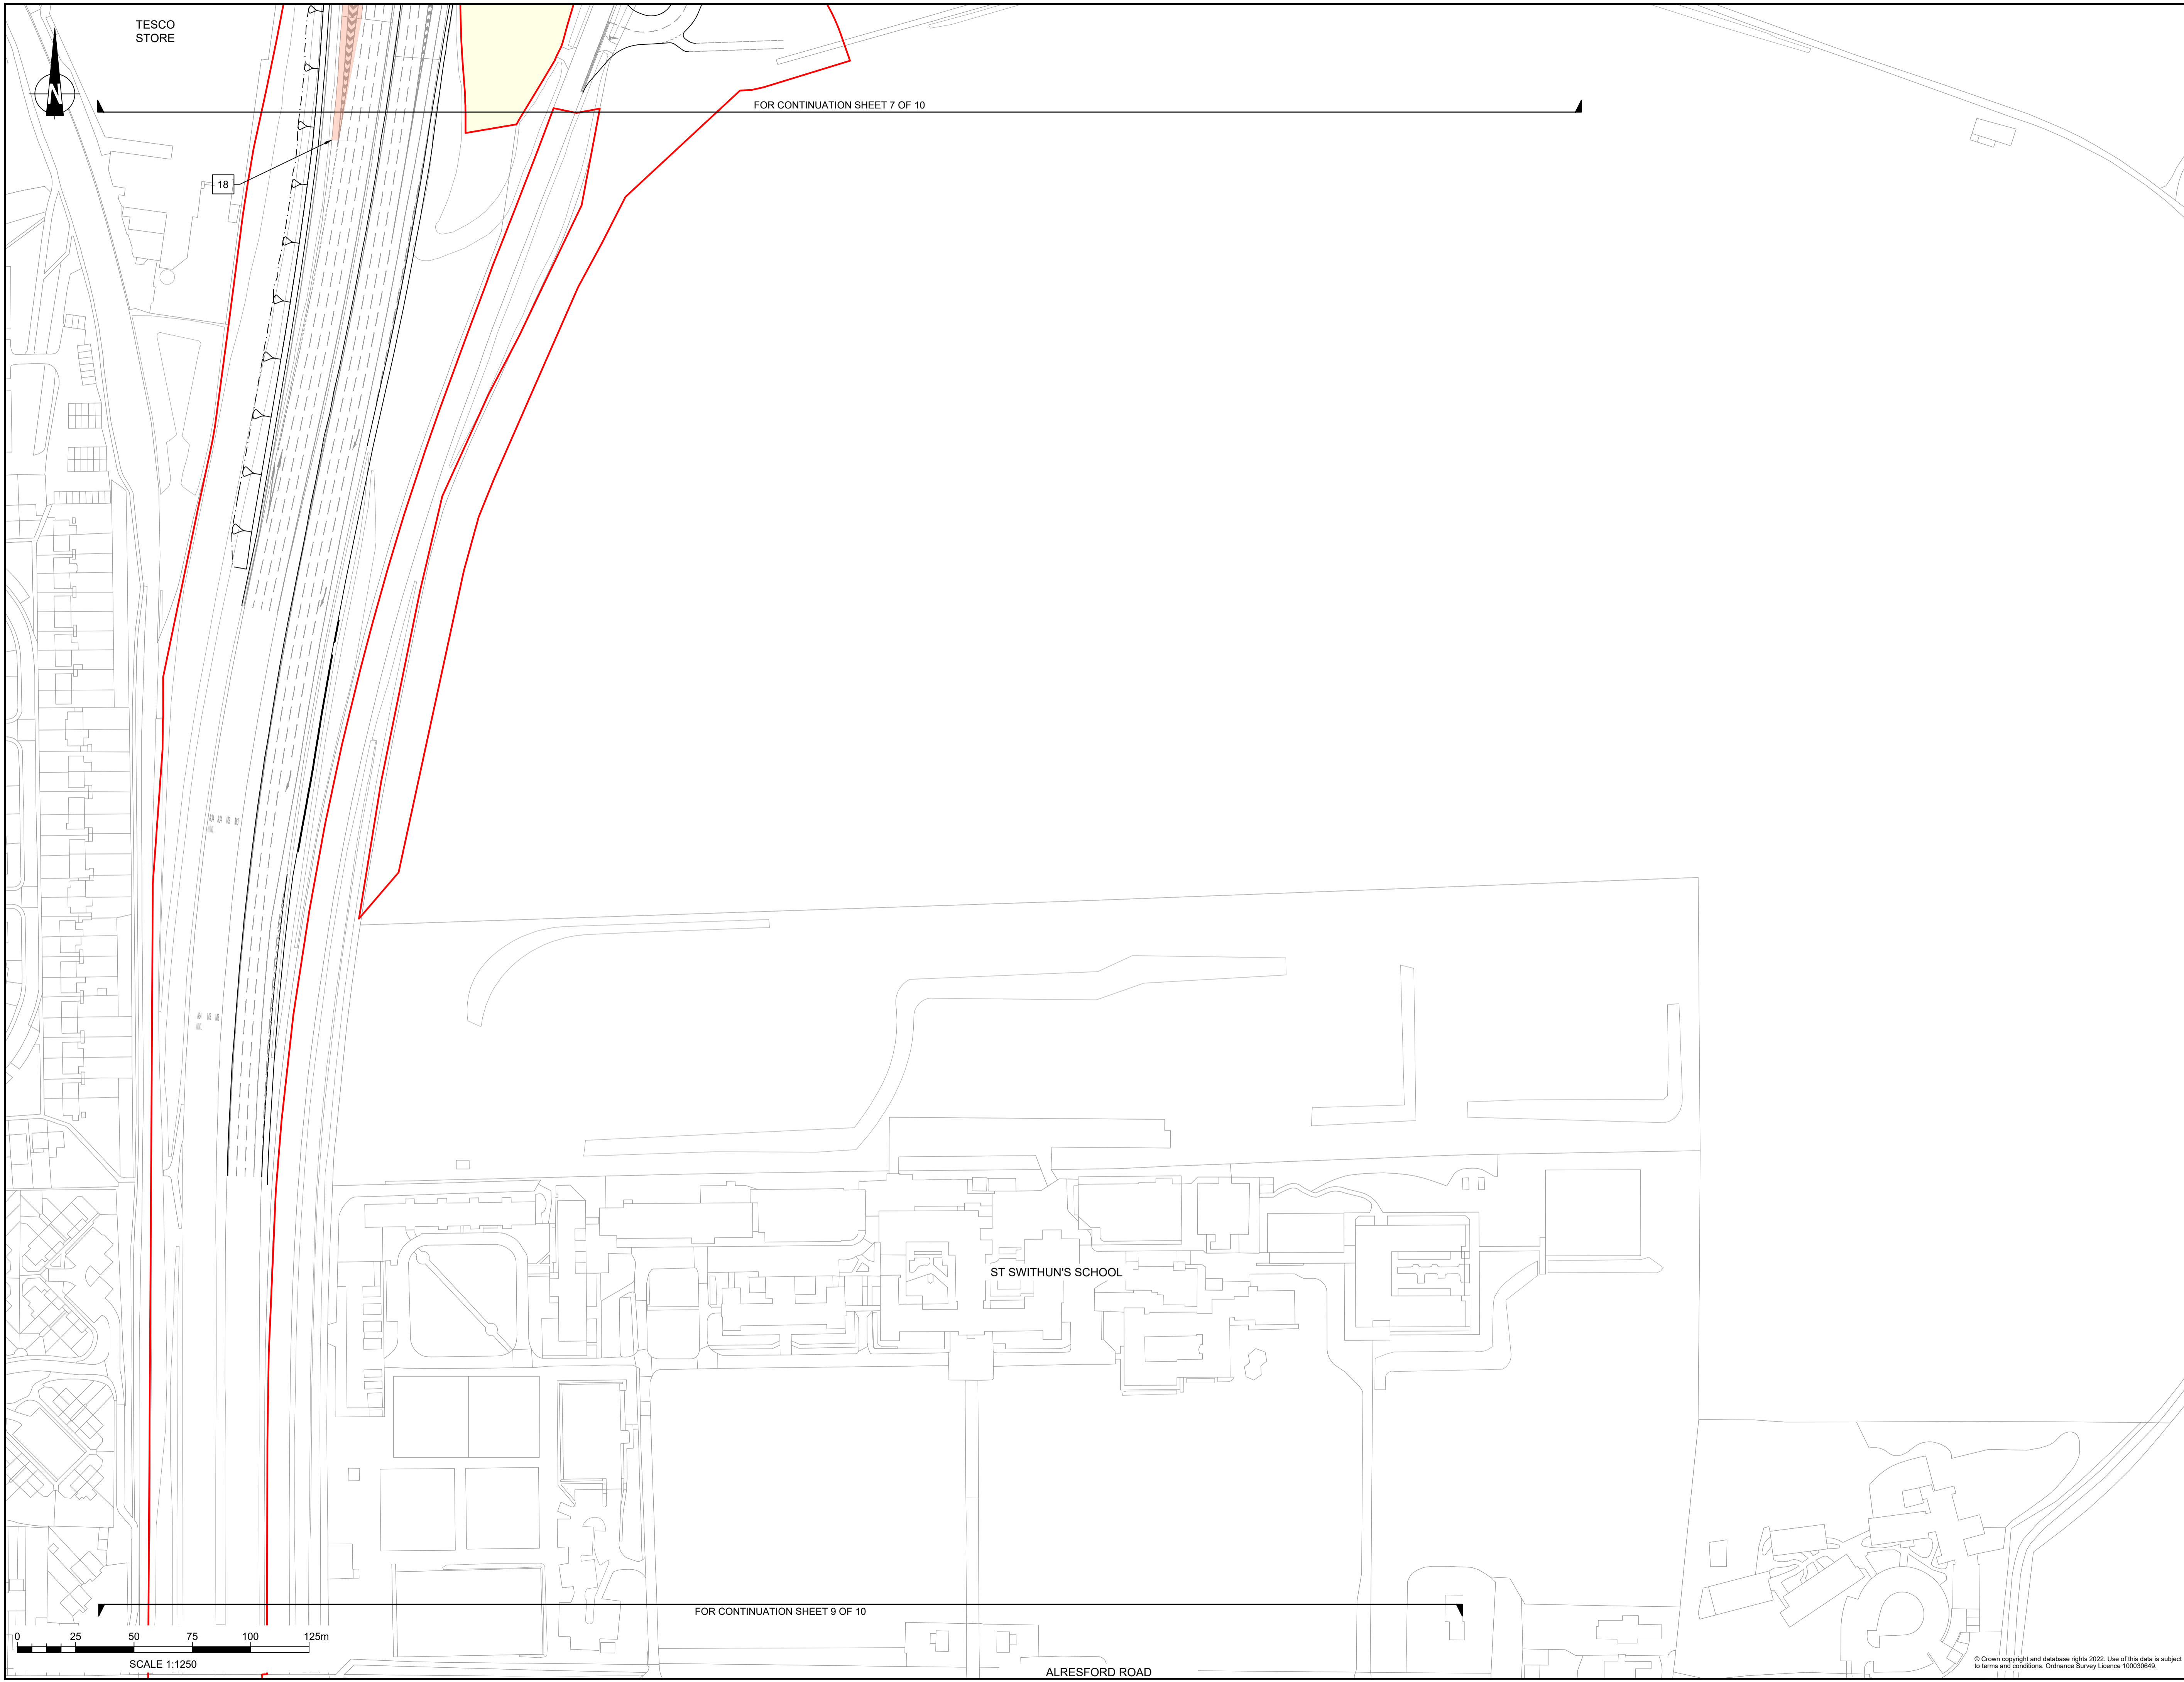 TESCO
STORE
N
FOR CONTINUATION SHEET 7 OF 10
18
ST SWITHUN'S SCHOOL
FOR CONTINUATION SHEET 9 OF 10
0 25 50 75 100 125m
SCALE 1:1250
ALRESFORD ROAD
© Crown copyright and database rights 2022. Use of this data is subject
to terms and conditions. Ordnance Survey Licence 100030649.